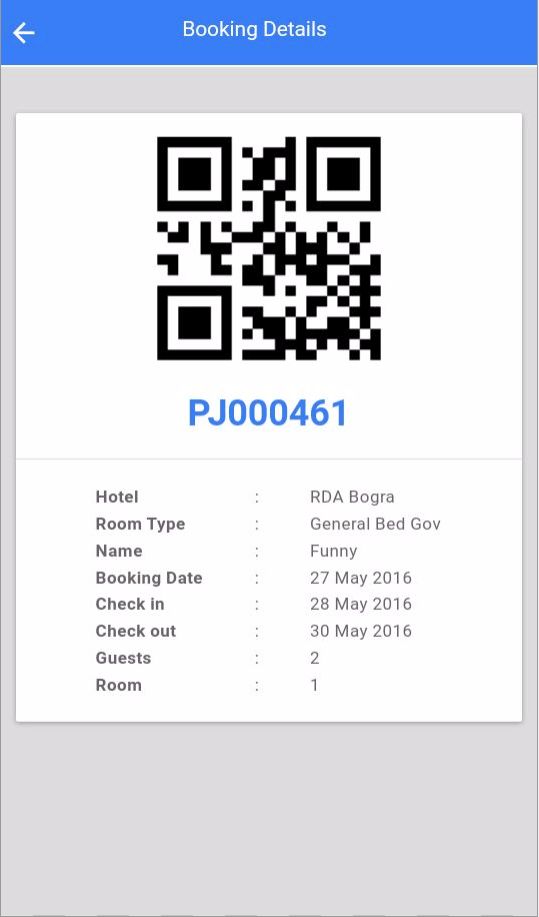 Booking Details
PJ000461
Hotel : RDA Bogra
Room Type : General Bed Gov
Name : Funny
Booking Date : 27 May 2016
Check in : 28 May 2016
Check out : 30 May 2016
Guests : 2
Room : 1